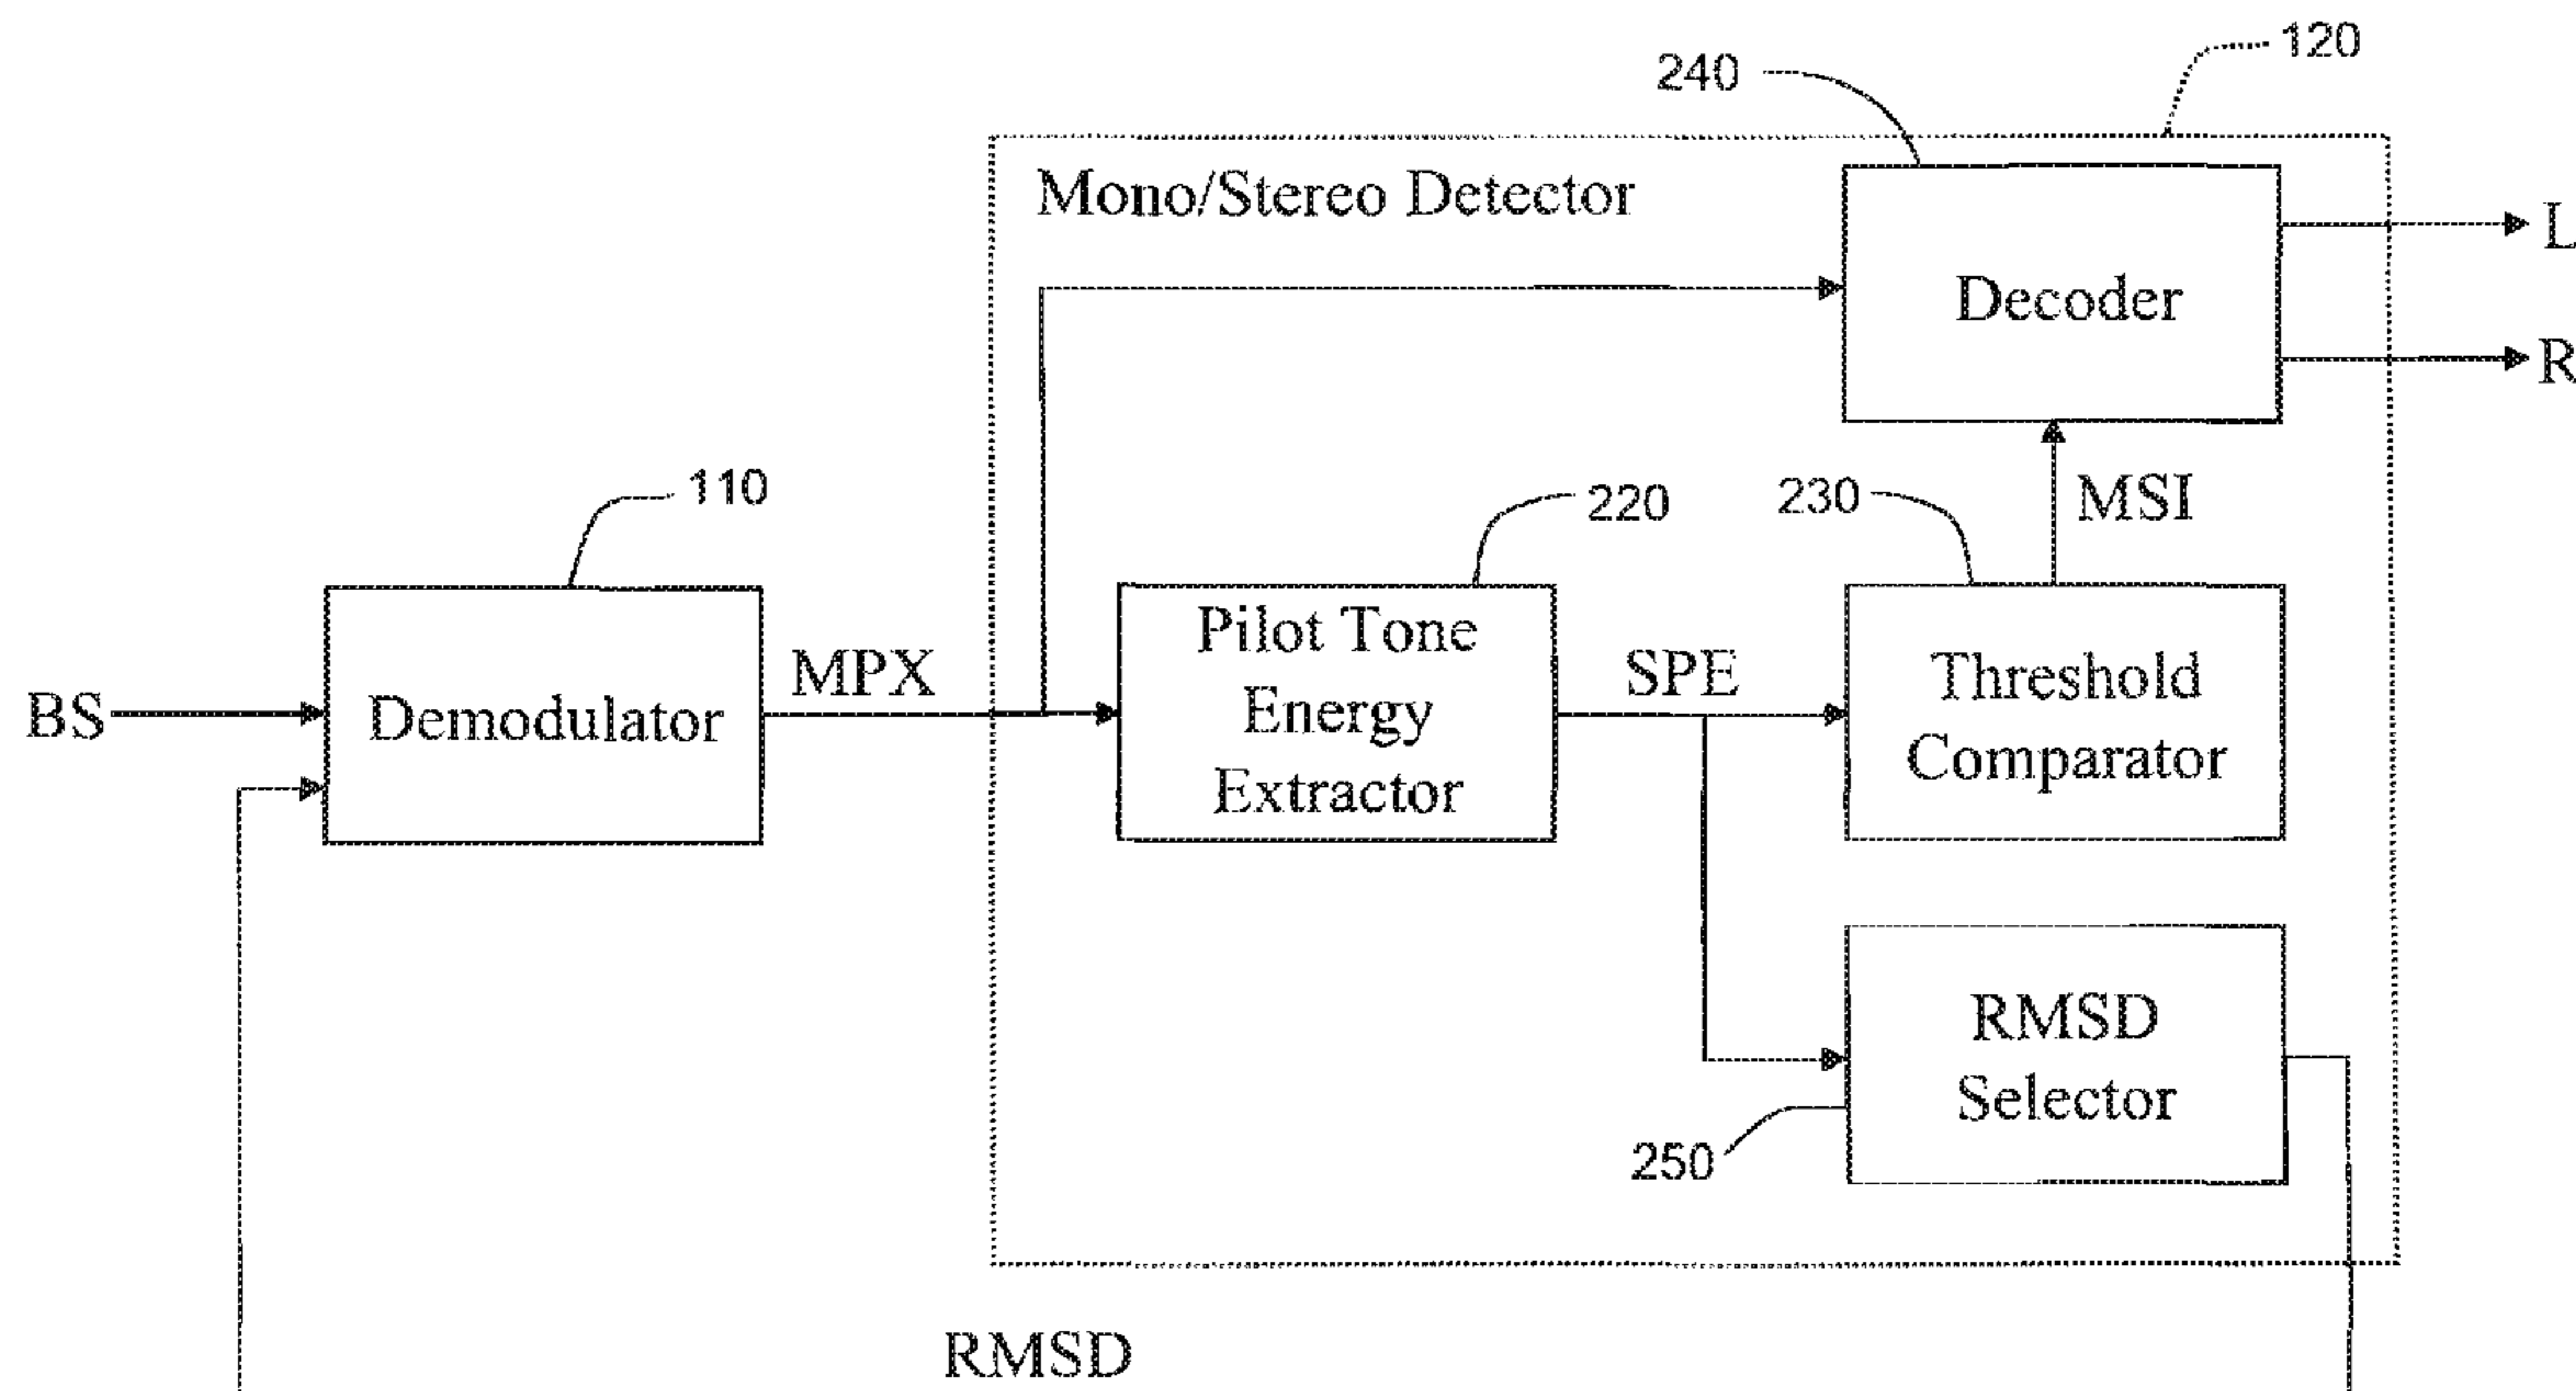 120
240
Mono/Stereo Detector
L
Decoder
R
110
220
230
MSI
BS
Demodulator
MPX
Pilot Tone
Energy
Extractor
SPE
Threshold
Comparator
RMSD
Selector
250
RMSD